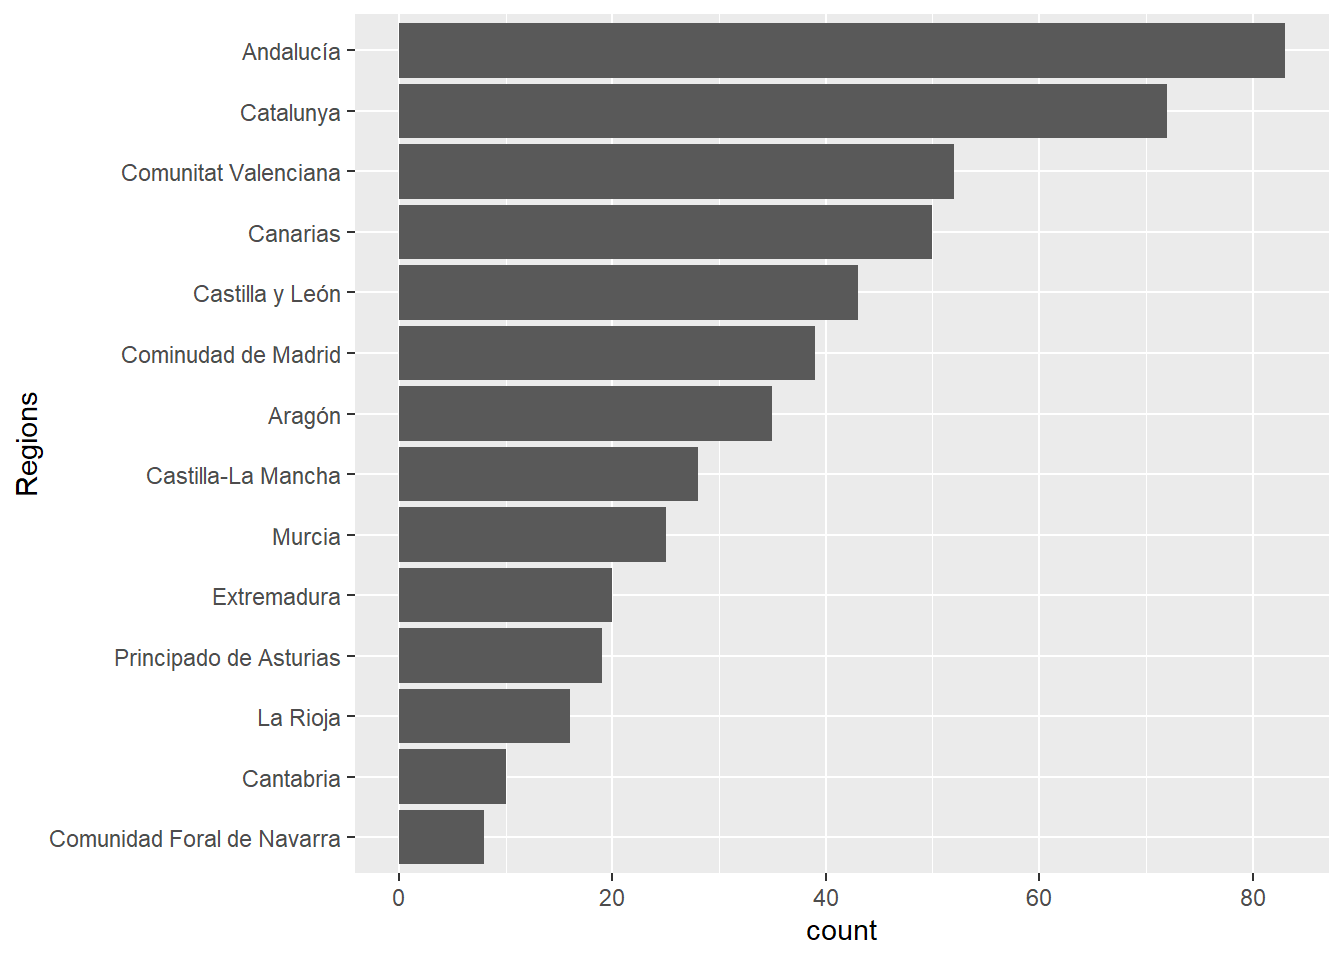 Andalucía
Catalunya
Comunitat Valenciana
Canarias
Castilla y León
Cominudad de Madrid
Aragón
Castilla-La Mancha
Murcia
Extremadura
Principado de Asturias
La Rioja
Cantabria
Comunidad Foral de Navarra
Regions
0 20 40 60 80
count